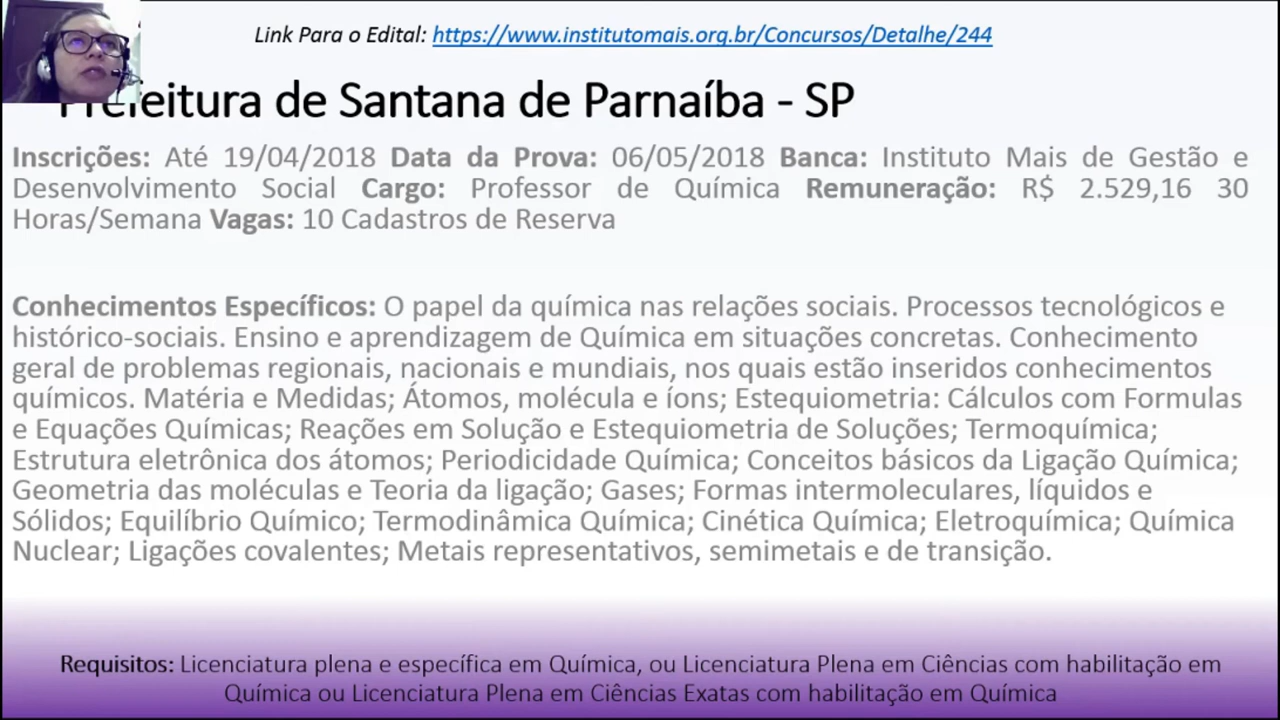 Link Para o Edital: https://www.institutomais.org.br/Concursos/Detalhe/244
Prefeitura de Santana de Parnaíba - SP
Inscrições: Até 19/04/2018 Data da Prova: 06/05/2018 Banca: Instituto Mais de Gestão e
Desenvolvimento Social Cargo: Professor de Química Remuneração: R$ 2.529,16 30
Horas/Semana Vagas: 10 Cadastros de Reserva
Conhecimentos Específicos: O papel da química nas relações sociais. Processos tecnológicos e
histórico-sociais. Ensino e aprendizagem de Química em situações concretas. Conhecimento
geral de problemas regionais, nacionais e mundiais, nos quais estão inseridos conhecimentos
químicos. Matéria e Medidas; Átomos, molécula e íons; Estequiometria: Cálculos com Formulas
e Equações Químicas; Reações em Solução e Estequiometria de Soluções; Termoquímica;
Estrutura eletrônica dos átomos; Periodicidade Química; Conceitos básicos da Ligação Química;
Geometria das moléculas e Teoria da ligação; Gases; Formas intermoleculares, líquidos e
Sólidos; Equilíbrio Químico; Termodinâmica Química; Cinética Química; Eletroquímica; Química
Nuclear; Ligações covalentes; Metais representativos, semimetais e de transição.
Requisitos: Licenciatura plena e específica em Química, ou Licenciatura Plena em Ciências com habilitação em
Química ou Licenciatura Plena em Ciências Exatas com habilitação em Química